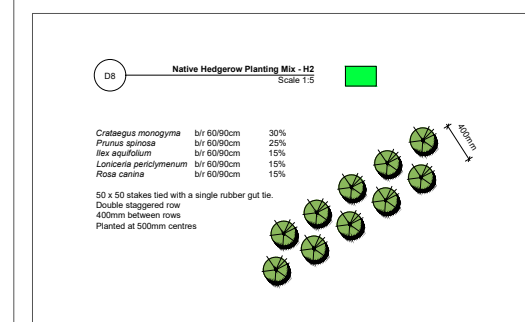 D8
Native Hedgerow Planting Mix - H2
Scale 1:5
Crataegus monogyma b/r 60/90cm 30%
Prunus spinosa b/r 60/90cm 25%
Ilex aquifolium b/r 60/90cm 15%
Loniceria periclymenum b/r 60/90cm 15%
Rosa canina b/r 60/90cm 15%
50 x 50 stakes tied with a single rubber gut tie.
Double staggered row
400mm between rows
Planted at 500mm centres
400mm